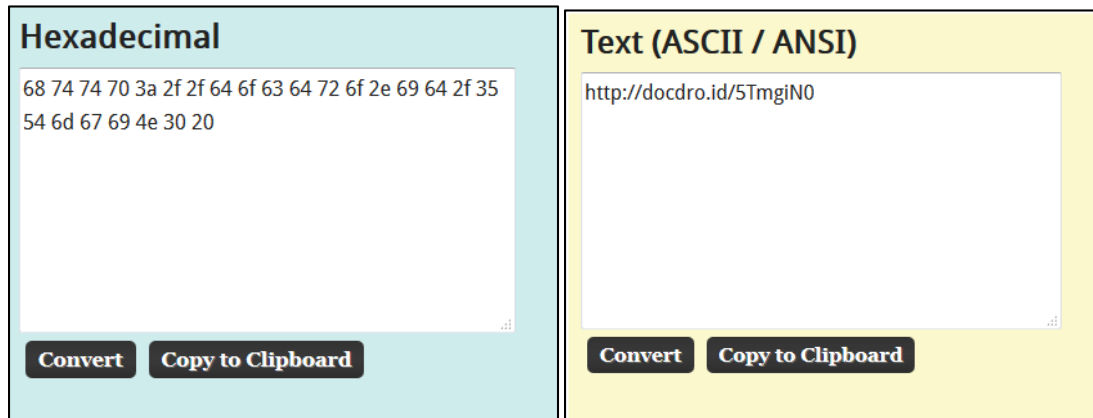 Hexadecimal
68 74 74 70 3a 2f 2f 64 6f 63 64 72 6f 2e 69 64 2f 35
54 6d 67 69 4e 30 20
Convert
Copy to Clipboard
Text (ASCII / ANSI)
http://docdro.id/5TmgiN0
Convert
Copy to Clipboard